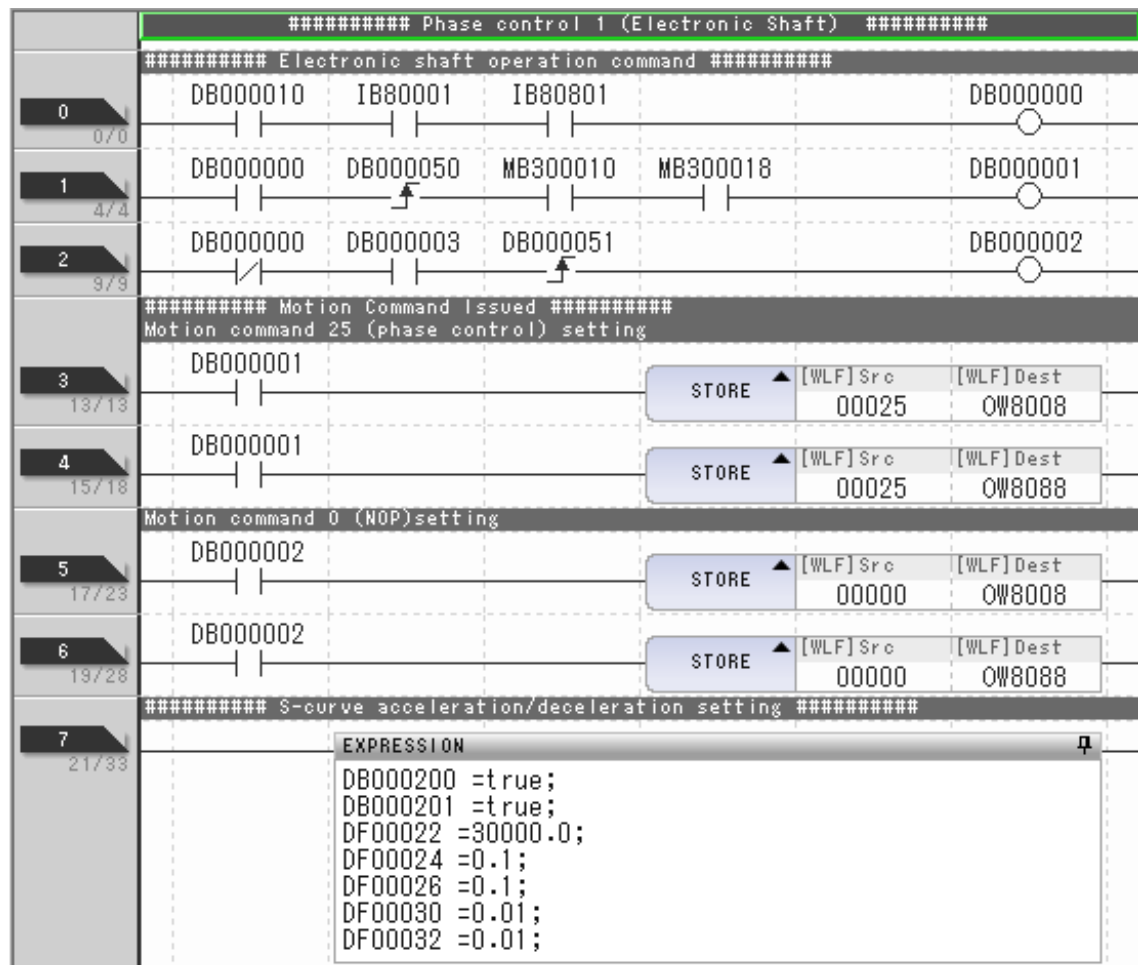 ########## Phase control 1 (Electronic Shaft) ##########
########## Electronic shaft operation command ##########
0 DB000010 IB80001 IB80801 DB000000
0/0
1 DB000000 DB000050 MB300010 MB300018 DB000001
4/4
2 DB000000 DB000003 DB000051 DB000002
9/9
########## Motion Command Issued ##########
Motion command 25 (phase control) setting
3 DB000001 STORE [WLF]Src [WLF]Dest
13/13 00025 OW8008
4 DB000001 STORE [WLF]Src [WLF]Dest
15/18 00025 OW8088
Motion command 0 (NOP)setting
5 DB000002 STORE [WLF]Src [WLF]Dest
17/23 00000 OW8008
6 DB000002 STORE [WLF]Src [WLF]Dest
19/28 00000 OW8088
########## S-curve acceleration/deceleration setting ##########
7 EXPRESSION
21/33
DB000200 =true;
DB000201 =true;
DF00022 =30000.0;
DF00024 =0.1;
DF00026 =0.1;
DF00030 =0.01;
DF00032 =0.01;